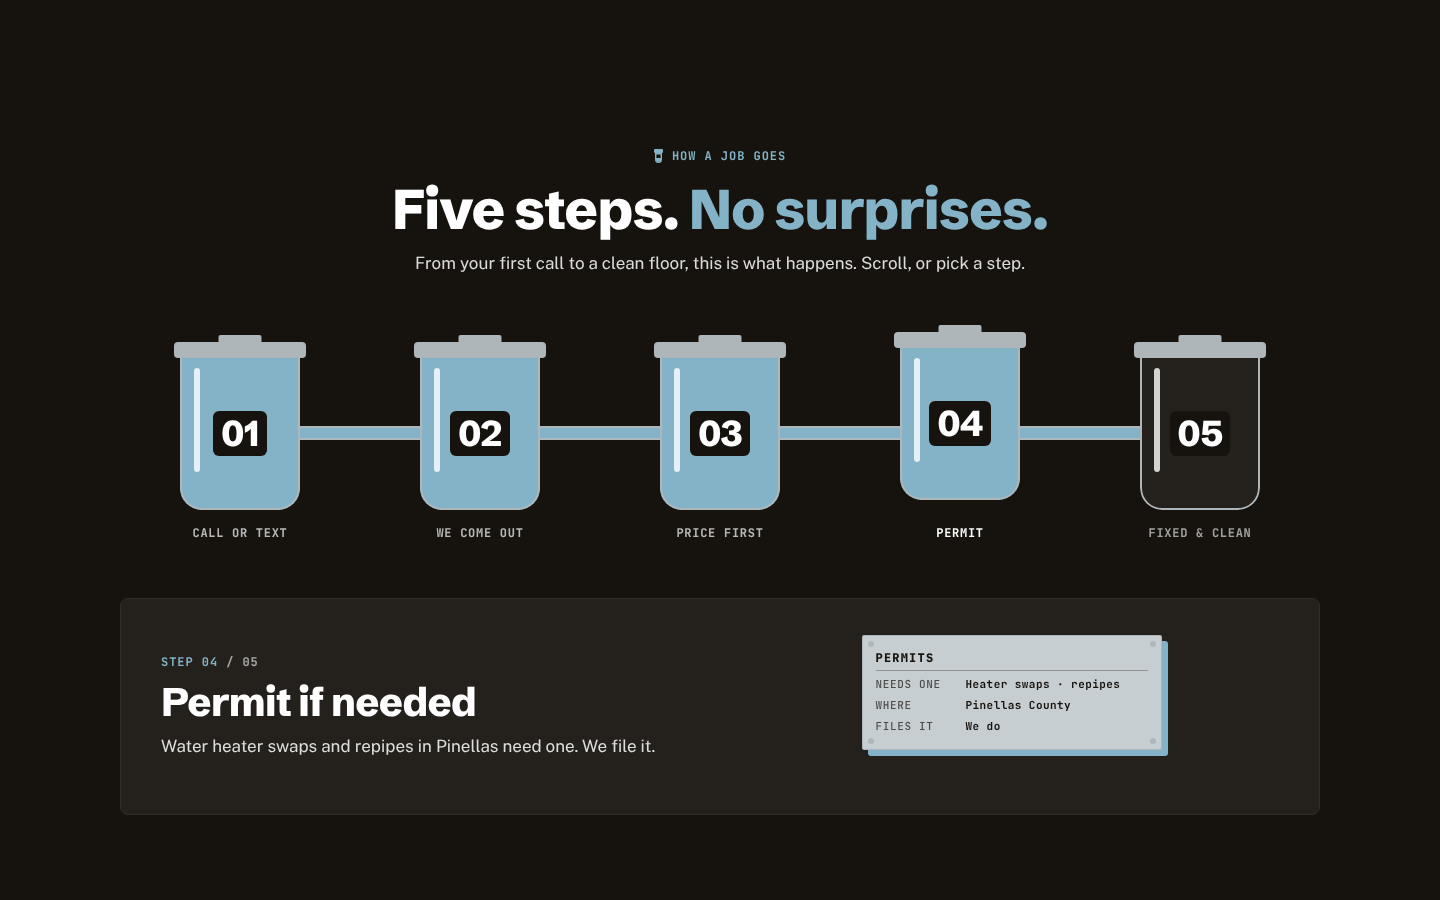 HOW A JOB GOES
Five steps. No surprises.
From your first call to a clean floor, this is what happens. Scroll, or pick a step.
01 02 03 04 05
CALL OR TEXT WE COME OUT PRICE FIRST PERMIT FIXED & CLEAN
STEP 04 / 05
Permit if needed
Water heater swaps and repipes in Pinellas need one. We file it.
PERMITS
NEEDS ONE Heater swaps · repipes
WHERE Pinellas County
FILES IT We do